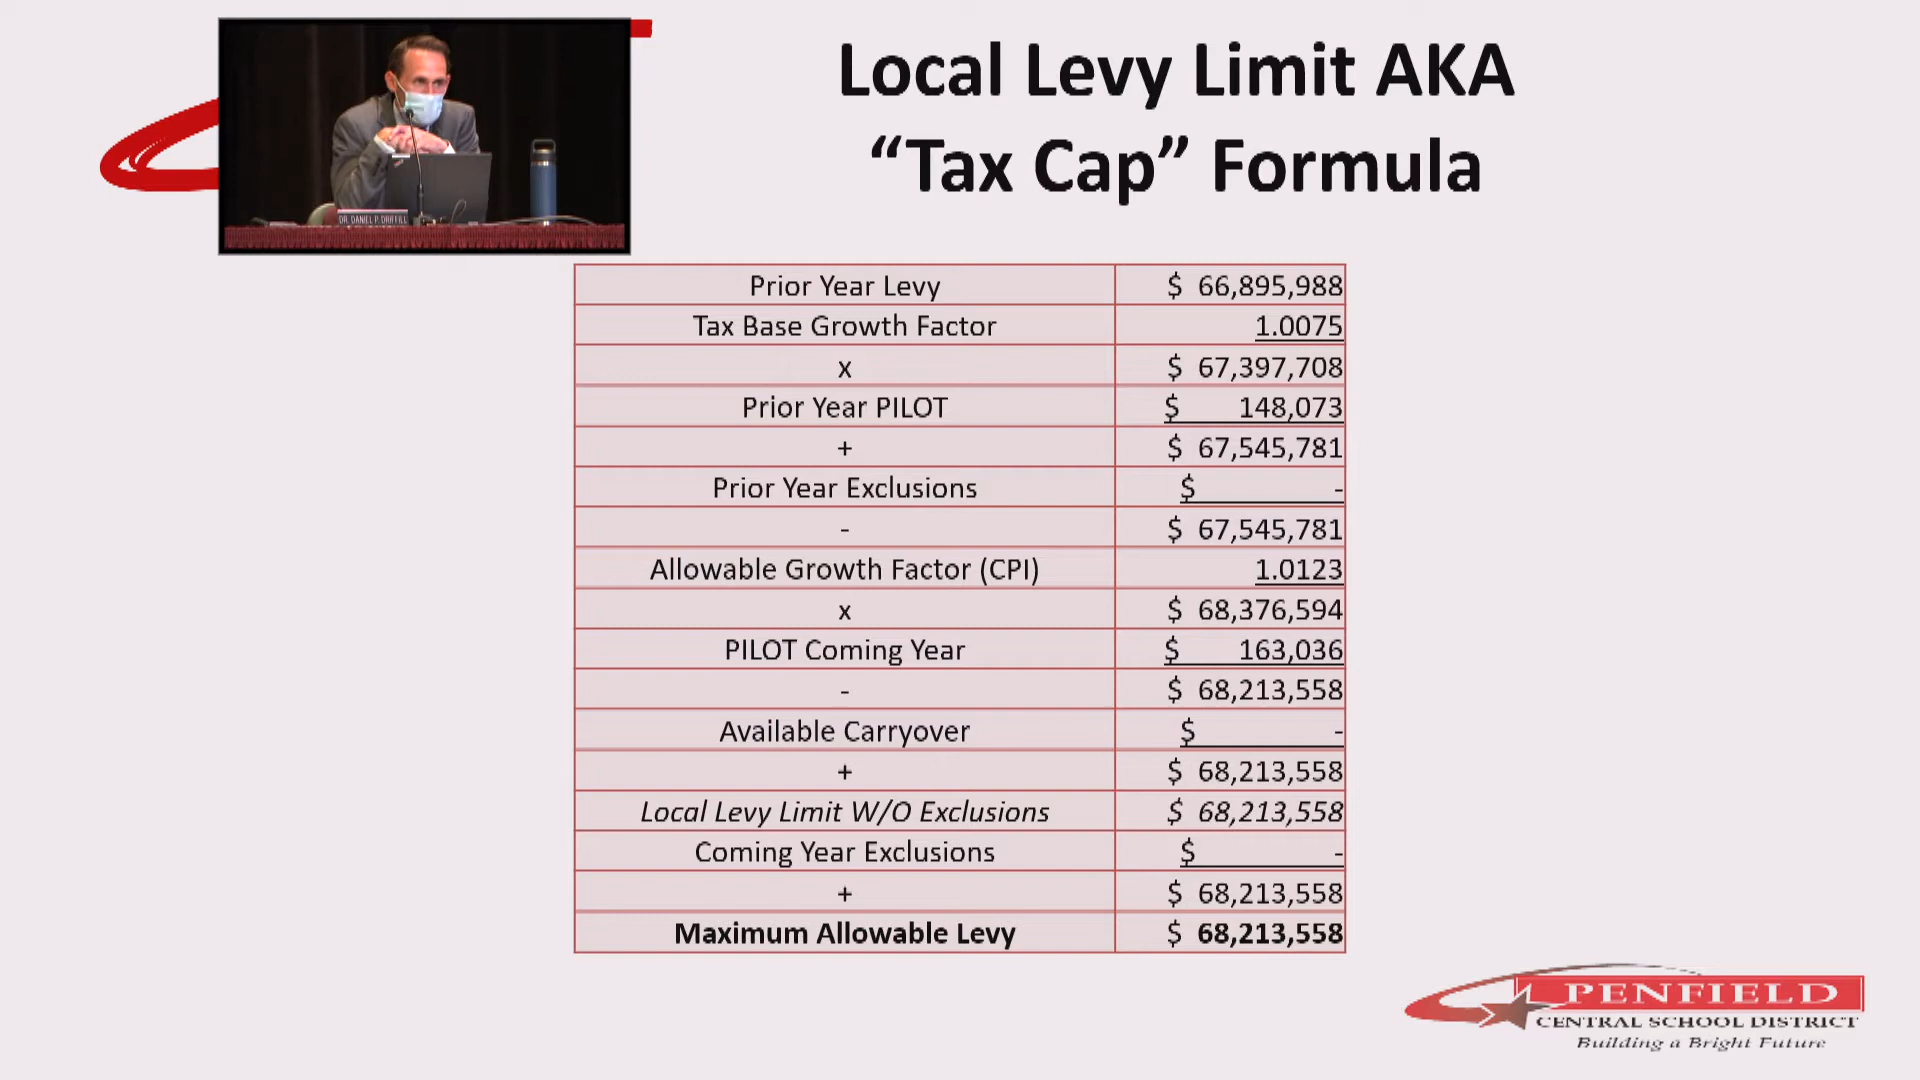 Local Levy Limit AKA
“Tax Cap” Formula
DR. DANIEL P. DRIFFILL
Prior Year Levy $ 66,895,988
Tax Base Growth Factor 1.0075
x $ 67,397,708
Prior Year PILOT $ 148,073
+ $ 67,545,781
Prior Year Exclusions $ -
- $ 67,545,781
Allowable Growth Factor (CPI) 1.0123
x $ 68,376,594
PILOT Coming Year $ 163,036
- $ 68,213,558
Available Carryover $ -
+ $ 68,213,558
Local Levy Limit W/O Exclusions $ 68,213,558
Coming Year Exclusions $ -
+ $ 68,213,558
Maximum Allowable Levy $ 68,213,558
PENFIELD
CENTRAL SCHOOL DISTRICT
Building a Bright Future